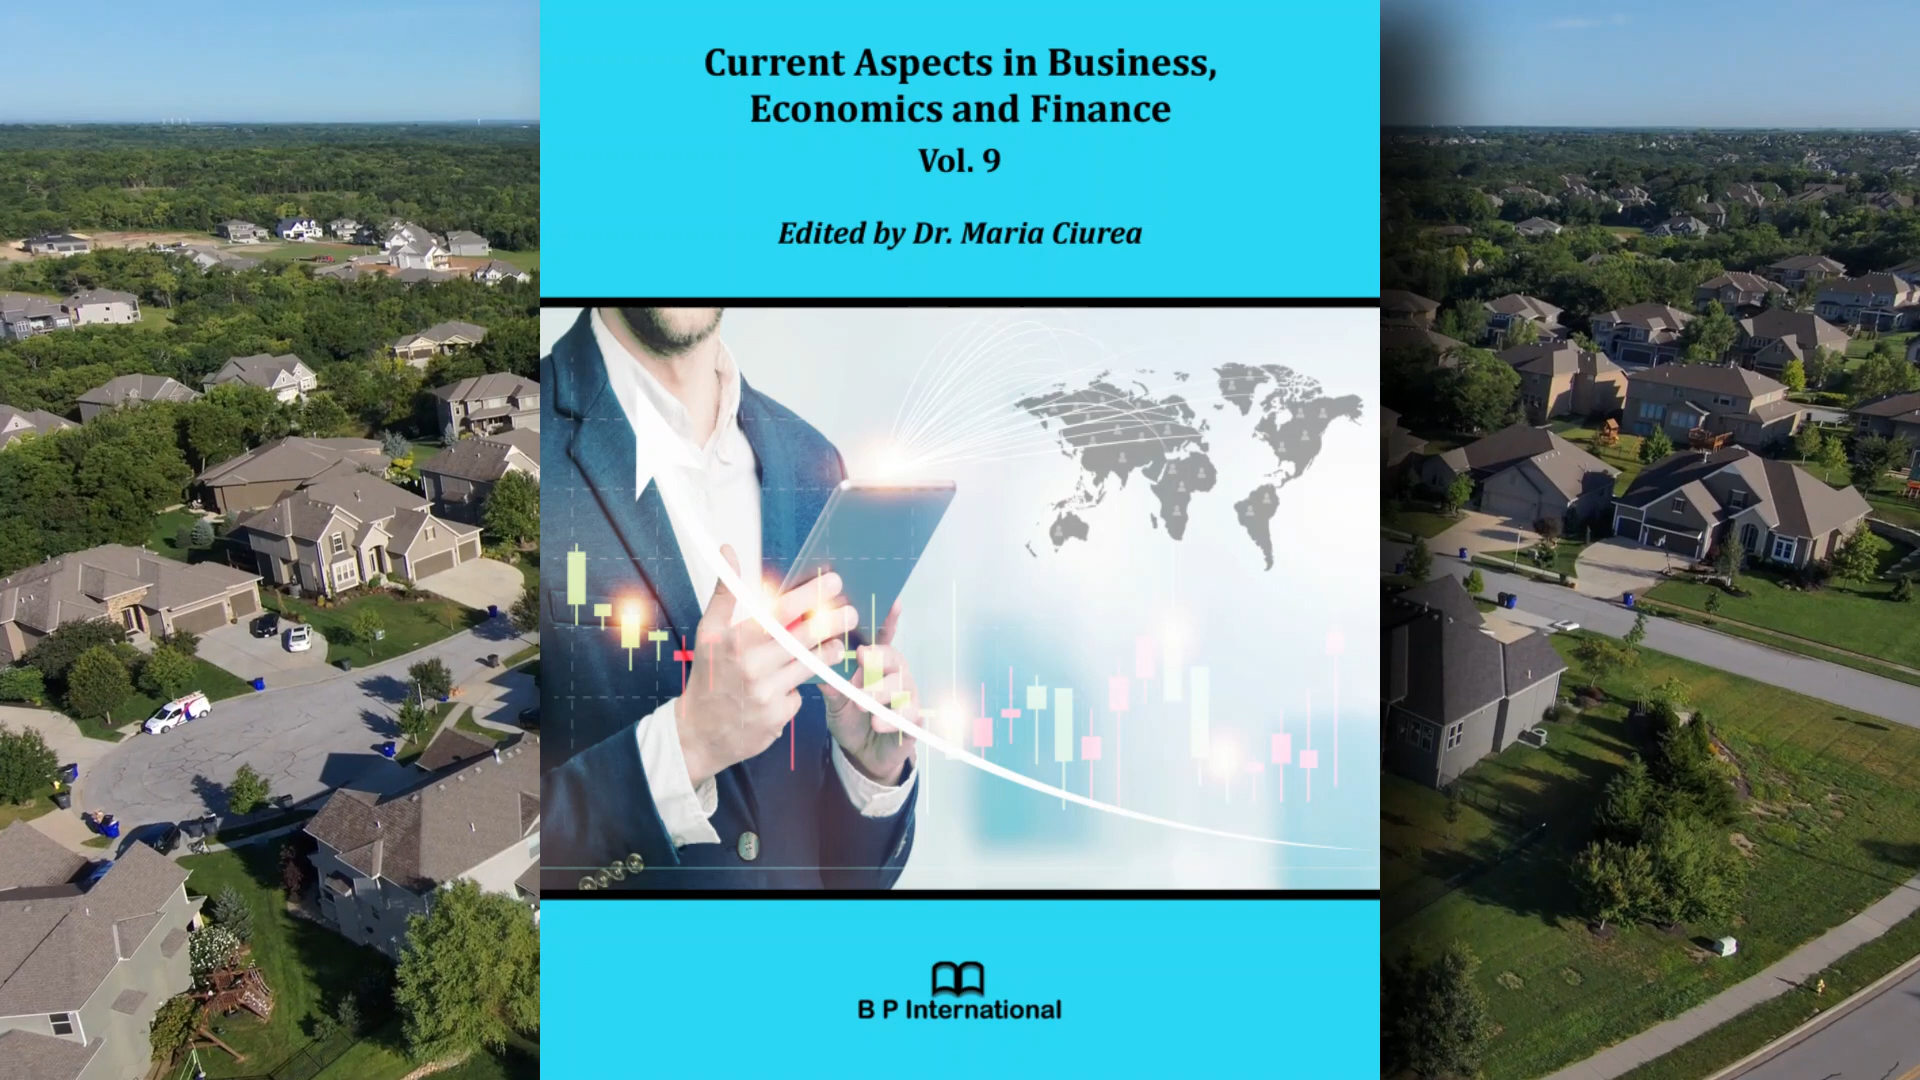 Current Aspects in Business,
Economics and Finance
Vol. 9
Edited by Dr. Maria Ciurea
B P International